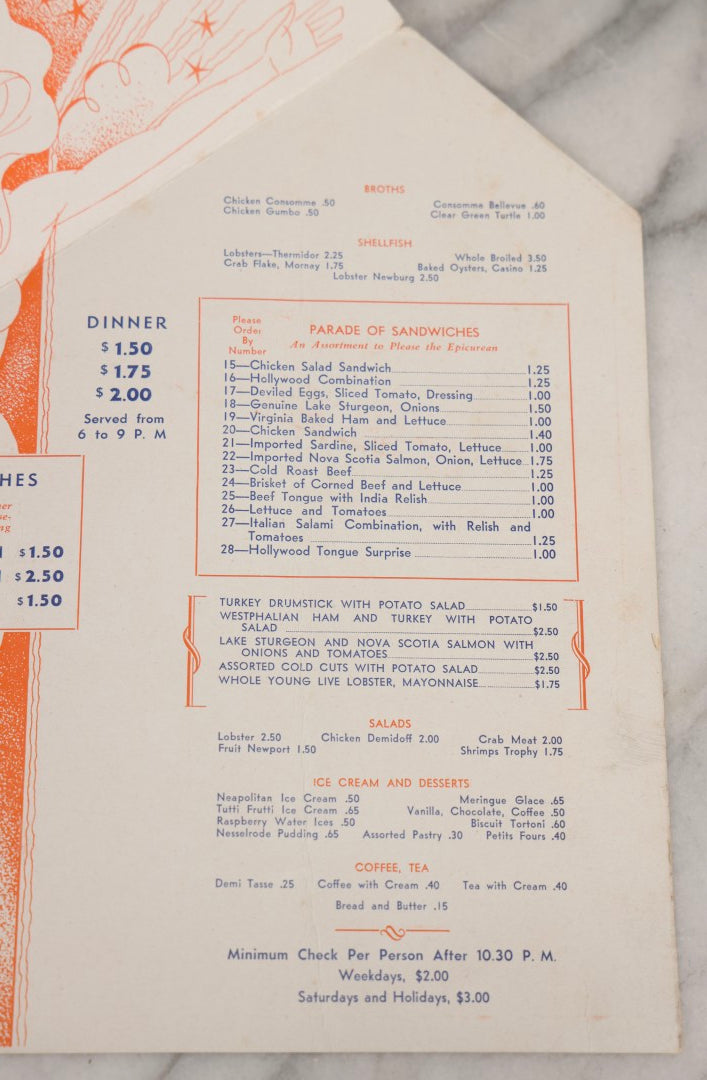 BROTHS
Chicken Consomme .50 Consomme Bellevue .60
Chicken Gumbo .50 Clear Green Turtle 1.00
SHELLFISH
Lobsters—Thermidor 2.25 Whole Broiled 3.50
Crab Flake, Mornay 1.75 Baked Oysters, Casino 1.25
Lobster Newburg 2.50
DINNER
$1.50
$1.75
$2.00
Served from
6 to 9 P. M
HES
$1.50
$2.50
$1.50
Please
Order
By
Number
PARADE OF SANDWICHES
An Assortment to Please the Epicurean
15—Chicken Salad Sandwich 1.25
16—Hollywood Combination 1.25
17—Deviled Eggs, Sliced Tomato, Dressing 1.00
18—Genuine Lake Sturgeon, Onions 1.50
19—Virginia Baked Ham and Lettuce 1.00
20—Chicken Sandwich 1.40
21—Imported Sardine, Sliced Tomato, Lettuce 1.00
22—Imported Nova Scotia Salmon, Onion, Lettuce 1.75
23—Cold Roast Beef 1.25
24—Brisket of Corned Beef and Lettuce 1.00
25—Beef Tongue with India Relish 1.00
26—Lettuce and Tomatoes 1.00
27—Italian Salami Combination, with Relish and
Tomatoes 1.25
28—Hollywood Tongue Surprise 1.00
TURKEY DRUMSTICK WITH POTATO SALAD $1.50
WESTPHALIAN HAM AND TURKEY WITH POTATO
SALAD $2.50
LAKE STURGEON AND NOVA SCOTIA SALMON WITH
ONIONS AND TOMATOES $2.50
ASSORTED COLD CUTS WITH POTATO SALAD $2.50
WHOLE YOUNG LIVE LOBSTER, MAYONNAISE $1.75
SALADS
Lobster 2.50 Chicken Demidoff 2.00 Crab Meat 2.00
Fruit Newport 1.50 Shrimps Trophy 1.75
ICE CREAM AND DESSERTS
Neapolitan Ice Cream .50 Meringue Glace .65
Tutti Frutti Ice Cream .65 Vanilla, Chocolate, Coffee .50
Raspberry Water Ices .50 Biscuit Tortoni .60
Nesselrode Pudding .65 Assorted Pastry .30 Petits Fours .40
COFFEE, TEA
Demi Tasse .25 Coffee with Cream .40 Tea with Cream .40
Bread and Butter .15
Minimum Check Per Person After 10.30 P. M.
Weekdays, $2.00
Saturdays and Holidays, $3.00